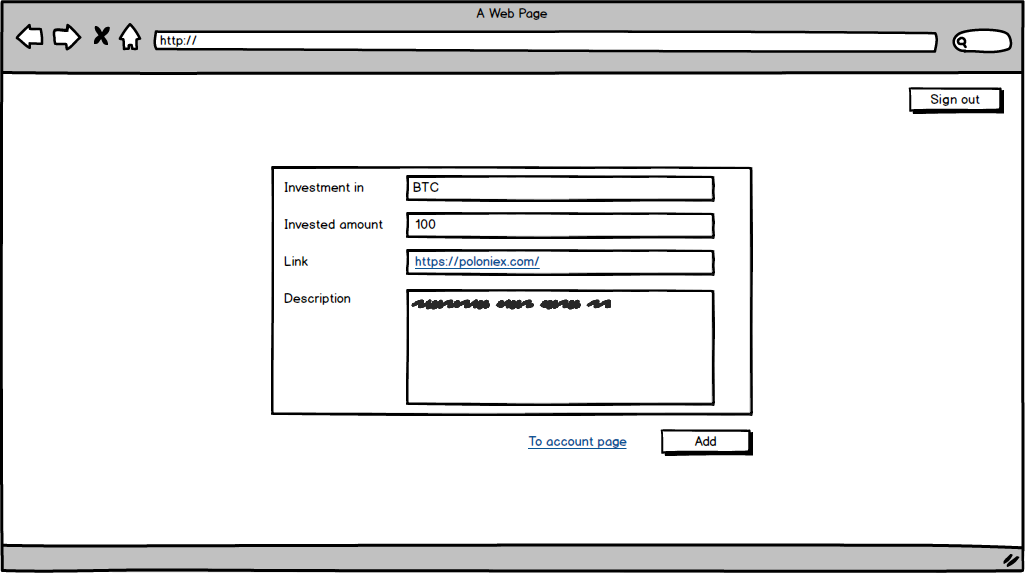 A Web Page
http://
Sign out
Investment in BTC
Invested amount 100
Link https://poloniex.com/
Description
To account page Add